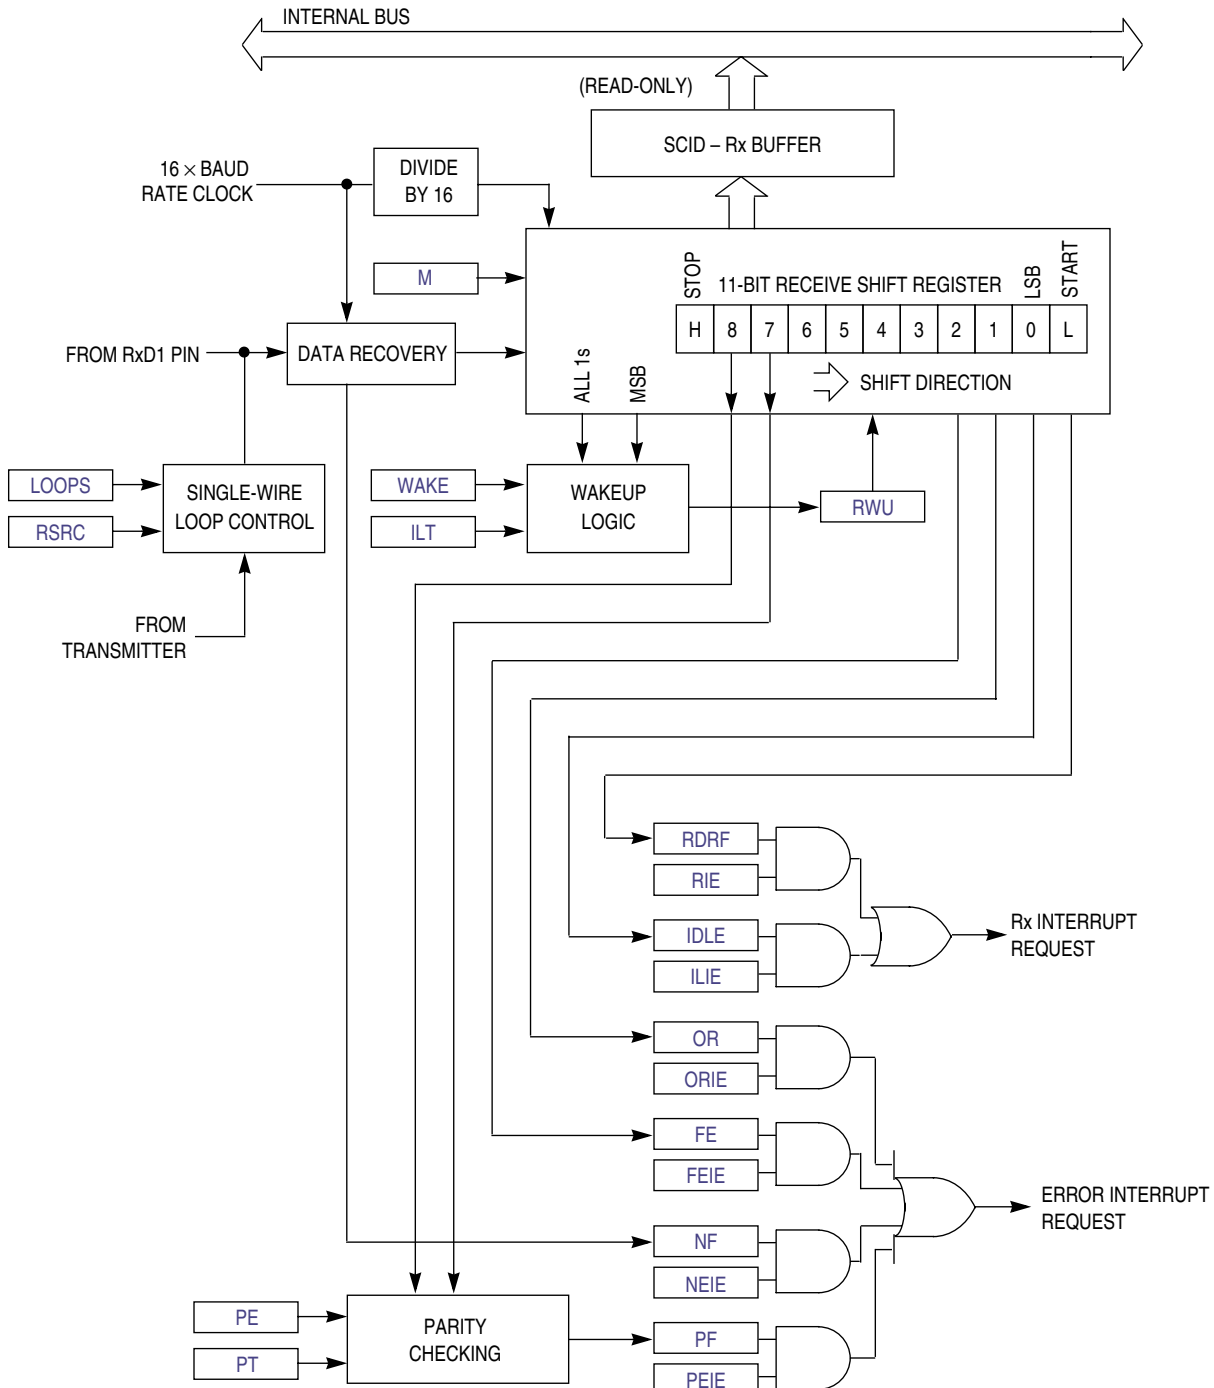 INTERNAL BUS
(READ-ONLY)
SCID – Rx BUFFER
16 × BAUD
RATE CLOCK
DIVIDE
BY 16
M
STOP
11-BIT RECEIVE SHIFT REGISTER
LSB
START
H 8 7 6 5 4 3 2 1 0 L
FROM RxD1 PIN
DATA RECOVERY
ALL 1s
MSB
SHIFT DIRECTION
LOOPS
RSRC
SINGLE-WIRE
LOOP CONTROL
WAKE
ILT
WAKEUP
LOGIC
RWU
FROM
TRANSMITTER
RDRF
RIE
IDLE
ILIE
Rx INTERRUPT
REQUEST
OR
ORIE
FE
FEIE
ERROR INTERRUPT
REQUEST
NF
NEIE
PE
PT
PARITY
CHECKING
PF
PEIE